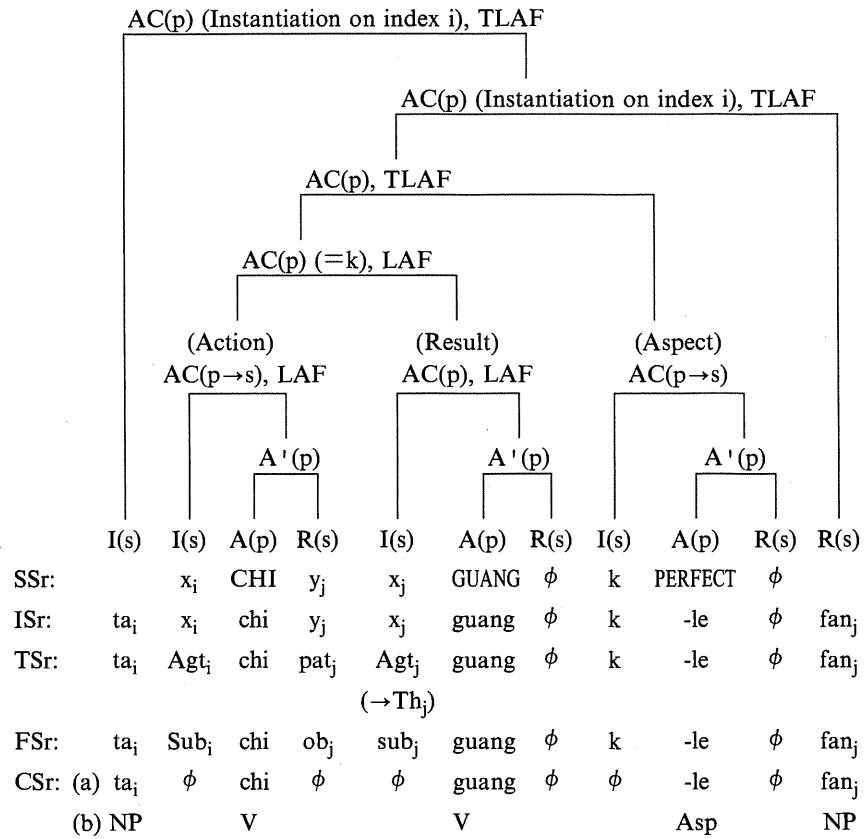 AC(p) (Instantiation on index i), TLAF
AC(p) (Instantiation on index i), TLAF
AC(p), TLAF
AC(p) (=k), LAF
(Action) (Result) (Aspect)
AC(p→s), LAF AC(p), LAF AC(p→s)
A'(p) A'(p) A'(p)
I(s) I(s) A(p) R(s) I(s) A(p) R(s) I(s) A(p) R(s) R(s)
SSr: xᵢ CHI yⱼ xⱼ GUANG ϕ k PERFECT ϕ
ISr: taᵢ xᵢ chi yⱼ xⱼ guang ϕ k -le ϕ fanⱼ
TSr: taᵢ Agtᵢ chi patⱼ Agtⱼ guang ϕ k -le ϕ fanⱼ
(→Thⱼ)
FSr: taᵢ Subᵢ chi obⱼ subⱼ guang ϕ k -le ϕ fanⱼ
CSr: (a) taᵢ ϕ chi ϕ ϕ guang ϕ ϕ -le ϕ fanⱼ
(b) NP V V Asp NP